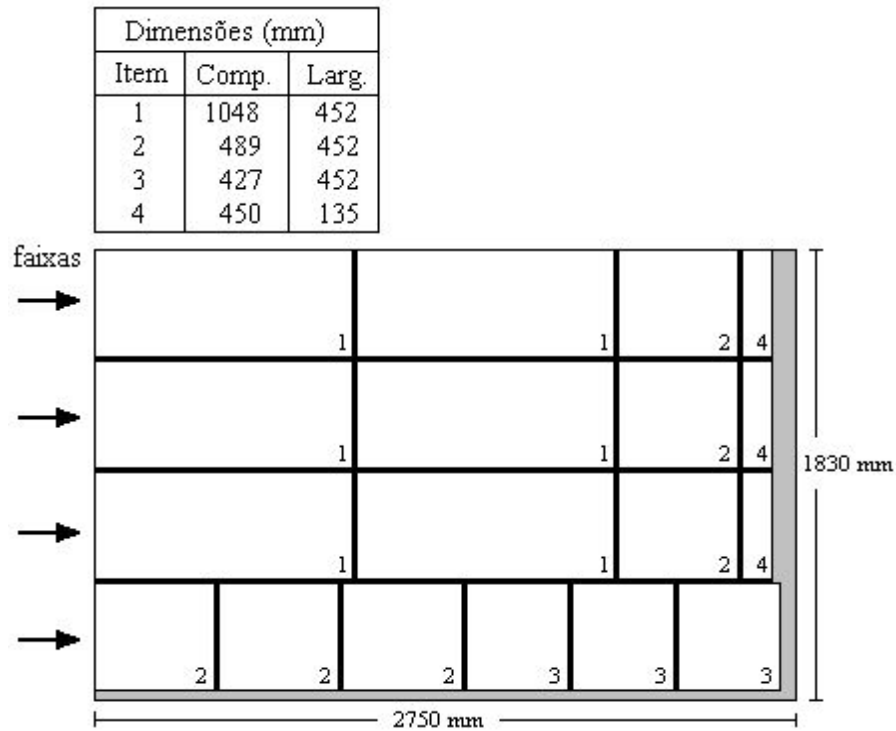 Dimensões (mm)
Item Comp. Larg.
1 1048 452
2 489 452
3 427 452
4 450 135
faixas
1 1 2 4
1 1 2 4
1830 mm
1 1 2 4
2 2 2 3 3 3
2750 mm